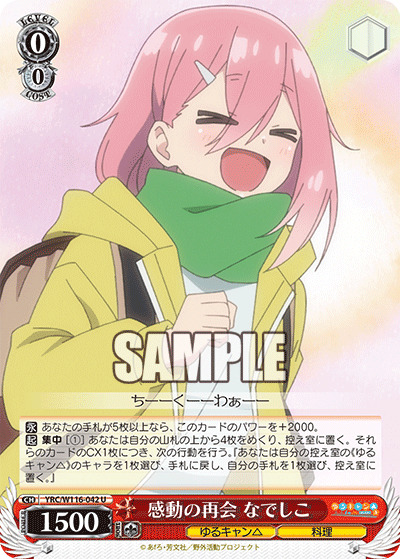 LEVEL
0
0
COST
SAMPLE
ちーーくーーわぁーー
永 あなたの手札が5枚以上なら、このカードのパワーを+2000。
起 集中 [①] あなたは自分の山札の上から4枚をめくり、控え室に置く。それ
らのカードのCX1枚につき、次の行動を行う。『あなたは自分の控え室の《ゆる
キャン△》のキャラを1枚選び、手札に戻し、自分の手札を1枚選び、控え室に置
く。』
CH YRC/W116-042 U
1500
感動の再会 なでしこ
ゆるキャン△
料理
©あfろ・芳文社／野外活動プロジェクト